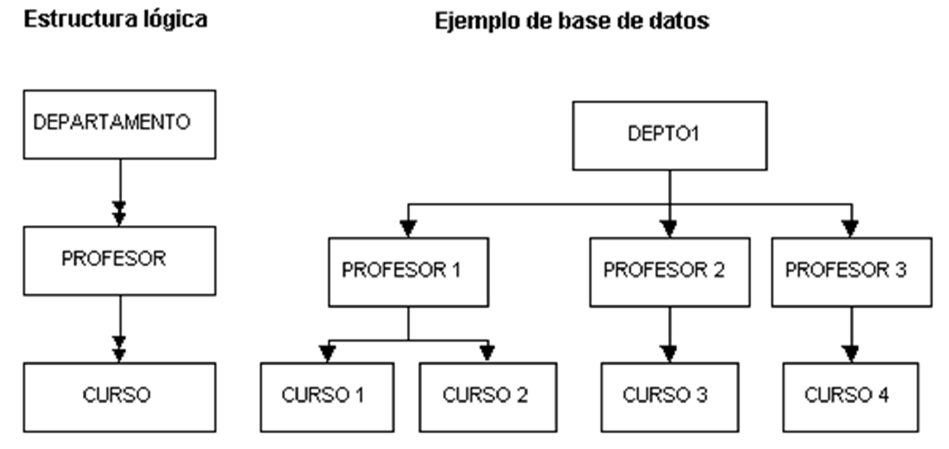 Estructura lógica
Ejemplo de base de datos
DEPARTAMENTO
DEPTO1
PROFESOR
PROFESOR 1
PROFESOR 2
PROFESOR 3
CURSO
CURSO 1
CURSO 2
CURSO 3
CURSO 4